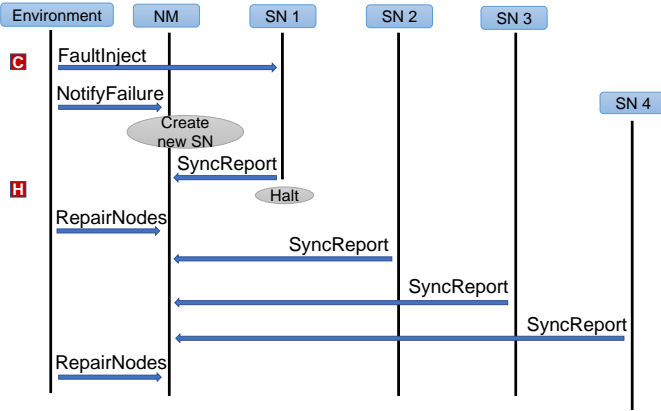 Environment
NM
SN 1
SN 2
SN 3
C
FaultInject
NotifyFailure
SN 4
Create
new SN
SyncReport
H
Halt
RepairNodes
SyncReport
SyncReport
SyncReport
RepairNodes